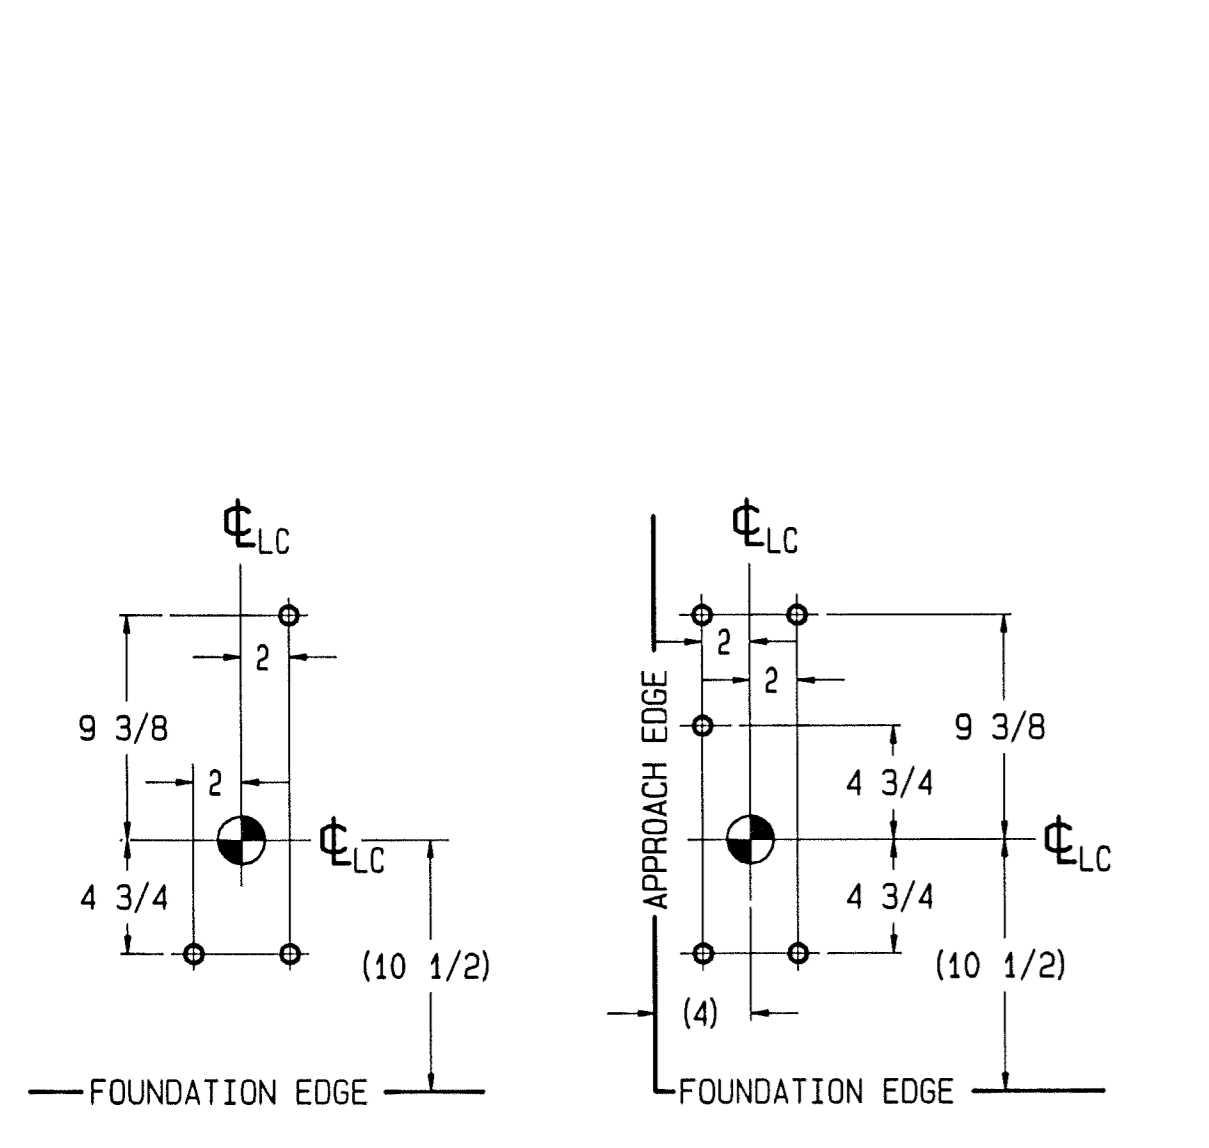 ℄LC
℄LC
2
2
2
APPROACH EDGE
9 3/8
9 3/8
2
4 3/4
℄LC
℄LC
4 3/4
4 3/4
(10 1/2)
(10 1/2)
(4)
FOUNDATION EDGE
FOUNDATION EDGE